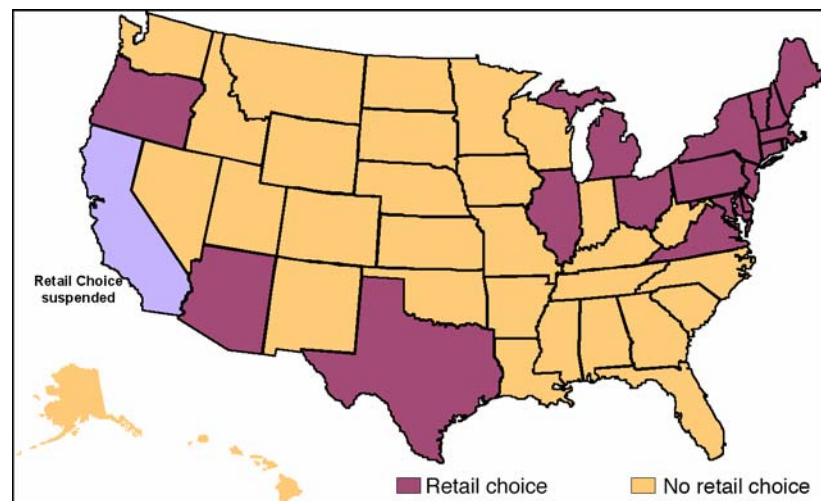 Retail Choice
suspended
Retail choice
No retail choice